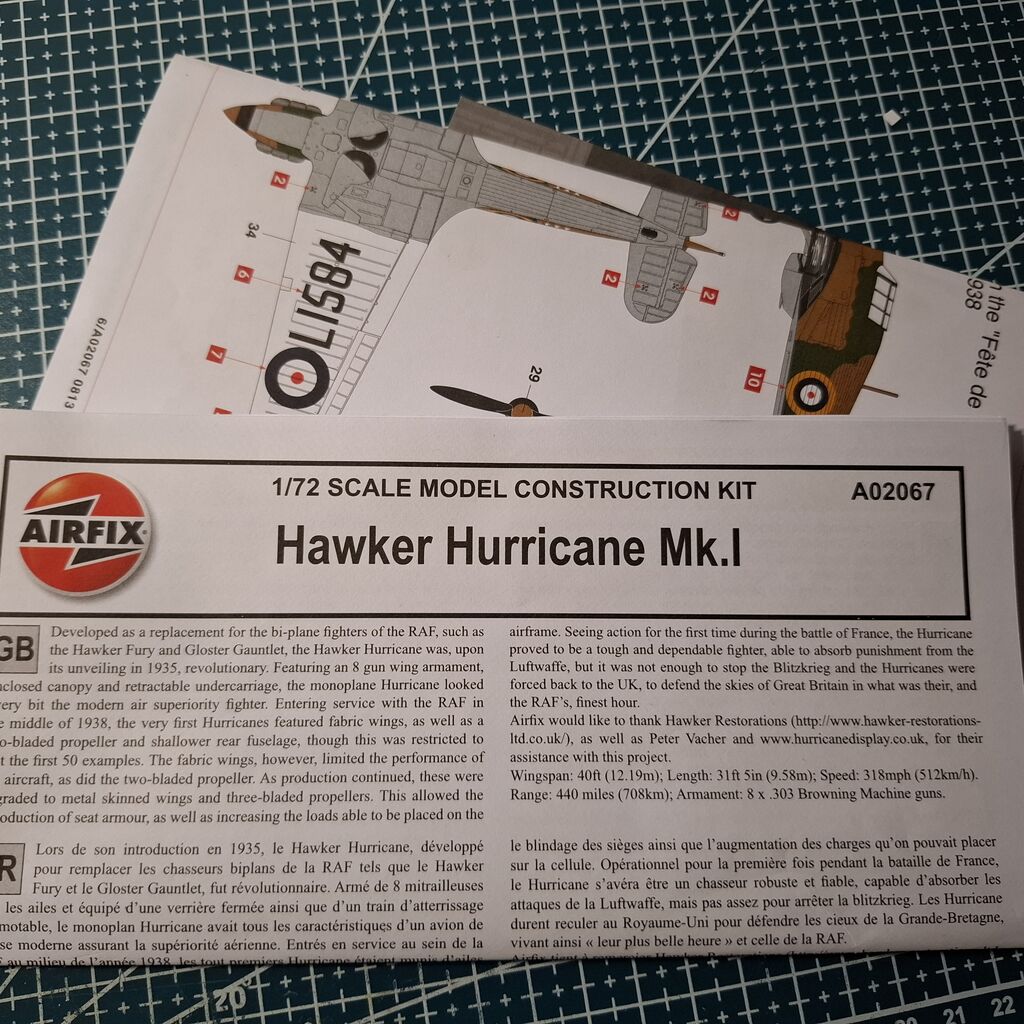 1 the "Fête de
938
2
34
6
L1584
7
2
2
2
10
29
6/A02067 0813
AIRFIX
1/72 SCALE MODEL CONSTRUCTION KIT
A02067
Hawker Hurricane Mk.I
GB
Developed as a replacement for the bi-plane fighters of the RAF, such as
the Hawker Fury and Gloster Gauntlet, the Hawker Hurricane was, upon
its unveiling in 1935, revolutionary. Featuring an 8 gun wing armament,
nclosed canopy and retractable undercarriage, the monoplane Hurricane looked
very bit the modern air superiority fighter. Entering service with the RAF in
e middle of 1938, the very first Hurricanes featured fabric wings, as well as a
o-bladed propeller and shallower rear fuselage, though this was restricted to
t the first 50 examples. The fabric wings, however, limited the performance of
aircraft, as did the two-bladed propeller. As production continued, these were
graded to metal skinned wings and three-bladed propellers. This allowed the
oduction of seat armour, as well as increasing the loads able to be placed on the
airframe. Seeing action for the first time during the battle of France, the Hurricane
proved to be a tough and dependable fighter, able to absorb punishment from the
Luftwaffe, but it was not enough to stop the Blitzkrieg and the Hurricanes were
forced back to the UK, to defend the skies of Great Britain in what was their, and
the RAF's, finest hour.
Airfix would like to thank Hawker Restorations (http://www.hawker-restorations-
ltd.co.uk/), as well as Peter Vacher and www.hurricanedisplay.co.uk, for their
assistance with this project.
Wingspan: 40ft (12.19m); Length: 31ft 5in (9.58m); Speed: 318mph (512km/h).
Range: 440 miles (708km); Armament: 8 x .303 Browning Machine guns.
R
Lors de son introduction en 1935, le Hawker Hurricane, développé
pour remplacer les chasseurs biplans de la RAF tels que le Hawker
Fury et le Gloster Gauntlet, fut révolutionnaire. Armé de 8 mitrailleuses
les ailes et équipé d'une verrière fermée ainsi que d'un train d'atterrissage
motable, le monoplan Hurricane avait tous les caractéristiques d'un avion de
se moderne assurant la supériorité aérienne. Entrés en service au sein de la
F au milieu de l'année 1938, les tout premiers Hurricane étaient munis d'ailes
le blindage des sièges ainsi que l'augmentation des charges qu'on pouvait placer
sur la cellule. Opérationnel pour la première fois pendant la bataille de France,
le Hurricane s'avéra être un chasseur robuste et fiable, capable d'absorber les
attaques de la Luftwaffe, mais pas assez pour arrêter la blitzkrieg. Les Hurricane
durent reculer au Royaume-Uni pour défendre les cieux de la Grande-Bretagne,
vivant ainsi « leur plus belle heure » et celle de la RAF.
20
20
21
22